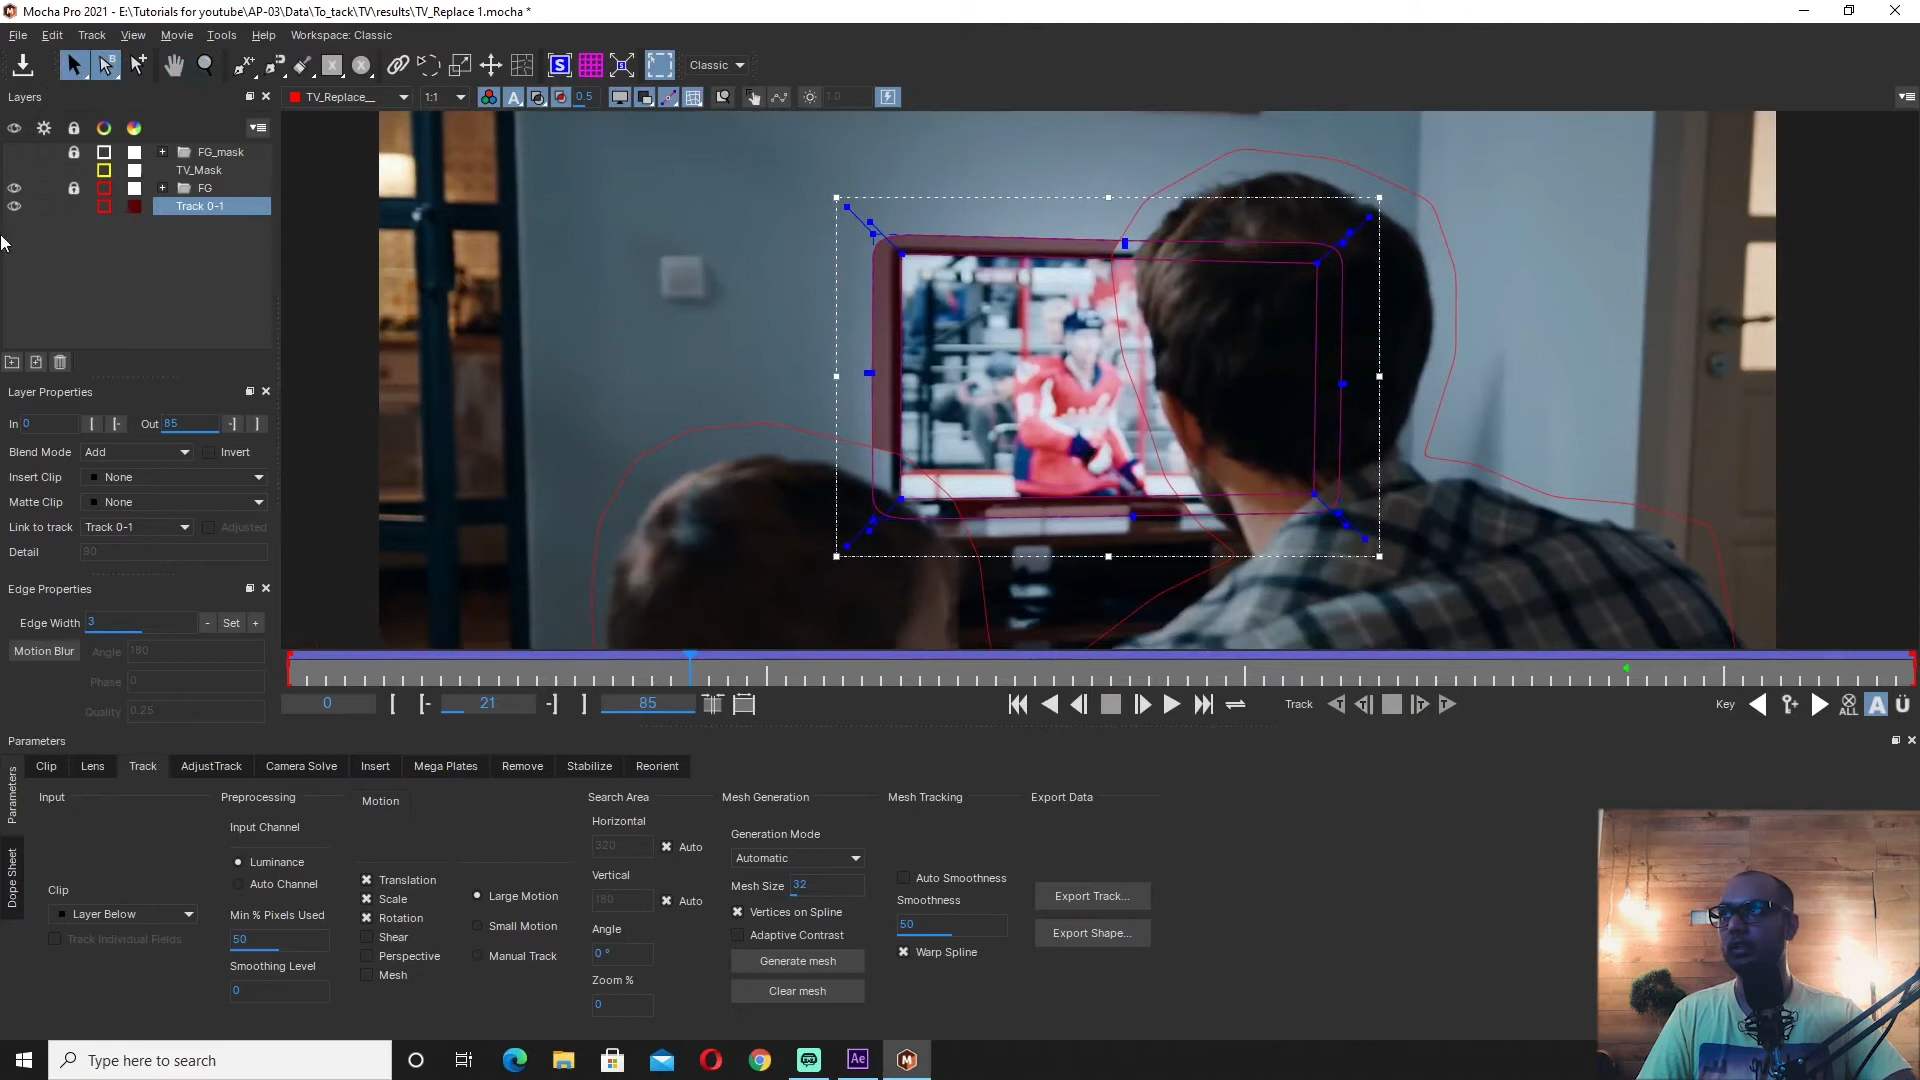 Mocha Pro 2021 - E:\Tutorials for youtube\AP-03\Data\To_tack\TV\results\TV_Replace 1.mocha *
File Edit Track View Movie Tools Help Workspace: Classic
Classic
Layers
TV_Replace__ 1:1 0.5 1.0
FG_mask
TV_Mask
FG
Track 0-1
Layer Properties
In 0 Out 85
Blend Mode Add Invert
Insert Clip None
Matte Clip None
Link to track Track 0-1 Adjusted
Detail 90
Edge Properties
Edge Width 3 - Set +
Motion Blur Angle 180
Phase 0
Quality 0.25
0 21 85 Track Key ALL A Ü
Parameters
Parameters
Dope Sheet
Clip Lens Track AdjustTrack Camera Solve Insert Mega Plates Remove Stabilize Reorient
Input
Clip
Layer Below
Track Individual Fields
Preprocessing
Input Channel
Luminance
Auto Channel
Min % Pixels Used
50
Smoothing Level
0
Motion
Translation
Scale
Rotation
Shear
Perspective
Mesh
Large Motion
Small Motion
Manual Track
Search Area
Horizontal
320 Auto
Vertical
180 Auto
Angle
0 °
Zoom %
0
Mesh Generation
Generation Mode
Automatic
Mesh Size 32
Vertices on Spline
Adaptive Contrast
Generate mesh
Clear mesh
Mesh Tracking
Auto Smoothness
Smoothness
50
Warp Spline
Export Data
Export Track...
Export Shape...
Type here to search
Ae